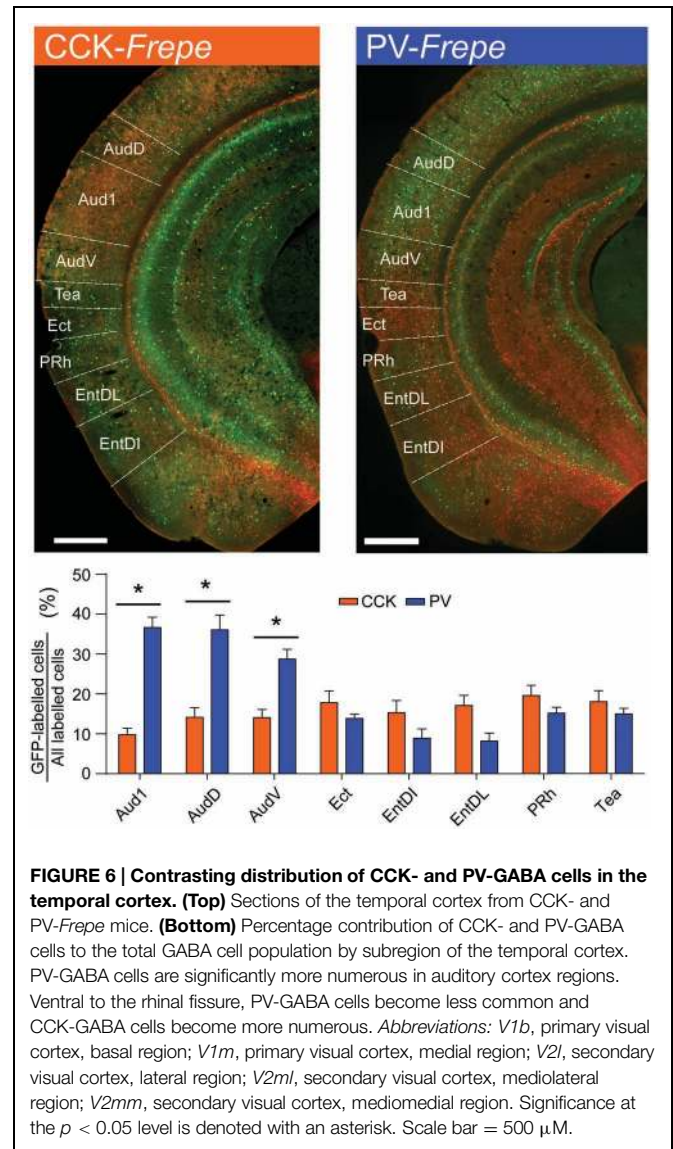 CCK-Frepe
PV-Frepe
AudD
Aud1
AudV
Tea
Ect
PRh
EntDL
EntD1
AudD
Aud1
AudV
Tea
Ect
PRh
EntDL
EntDI
GFP-labelled cells
All labelled cells
(%)
50
40
30
20
10
0
* * *
CCK PV
Aud1 AudD AudV Ect EntDI EntDL PRh Tea
FIGURE 6 | Contrasting distribution of CCK- and PV-GABA cells in the
temporal cortex. (Top) Sections of the temporal cortex from CCK- and
PV-Frepe mice. (Bottom) Percentage contribution of CCK- and PV-GABA
cells to the total GABA cell population by subregion of the temporal cortex.
PV-GABA cells are significantly more numerous in auditory cortex regions.
Ventral to the rhinal fissure, PV-GABA cells become less common and
CCK-GABA cells become more numerous. Abbreviations: V1b, primary visual
cortex, basal region; V1m, primary visual cortex, medial region; V2l, secondary
visual cortex, lateral region; V2ml, secondary visual cortex, mediolateral
region; V2mm, secondary visual cortex, mediomedial region. Significance at
the p < 0.05 level is denoted with an asterisk. Scale bar = 500 μM.